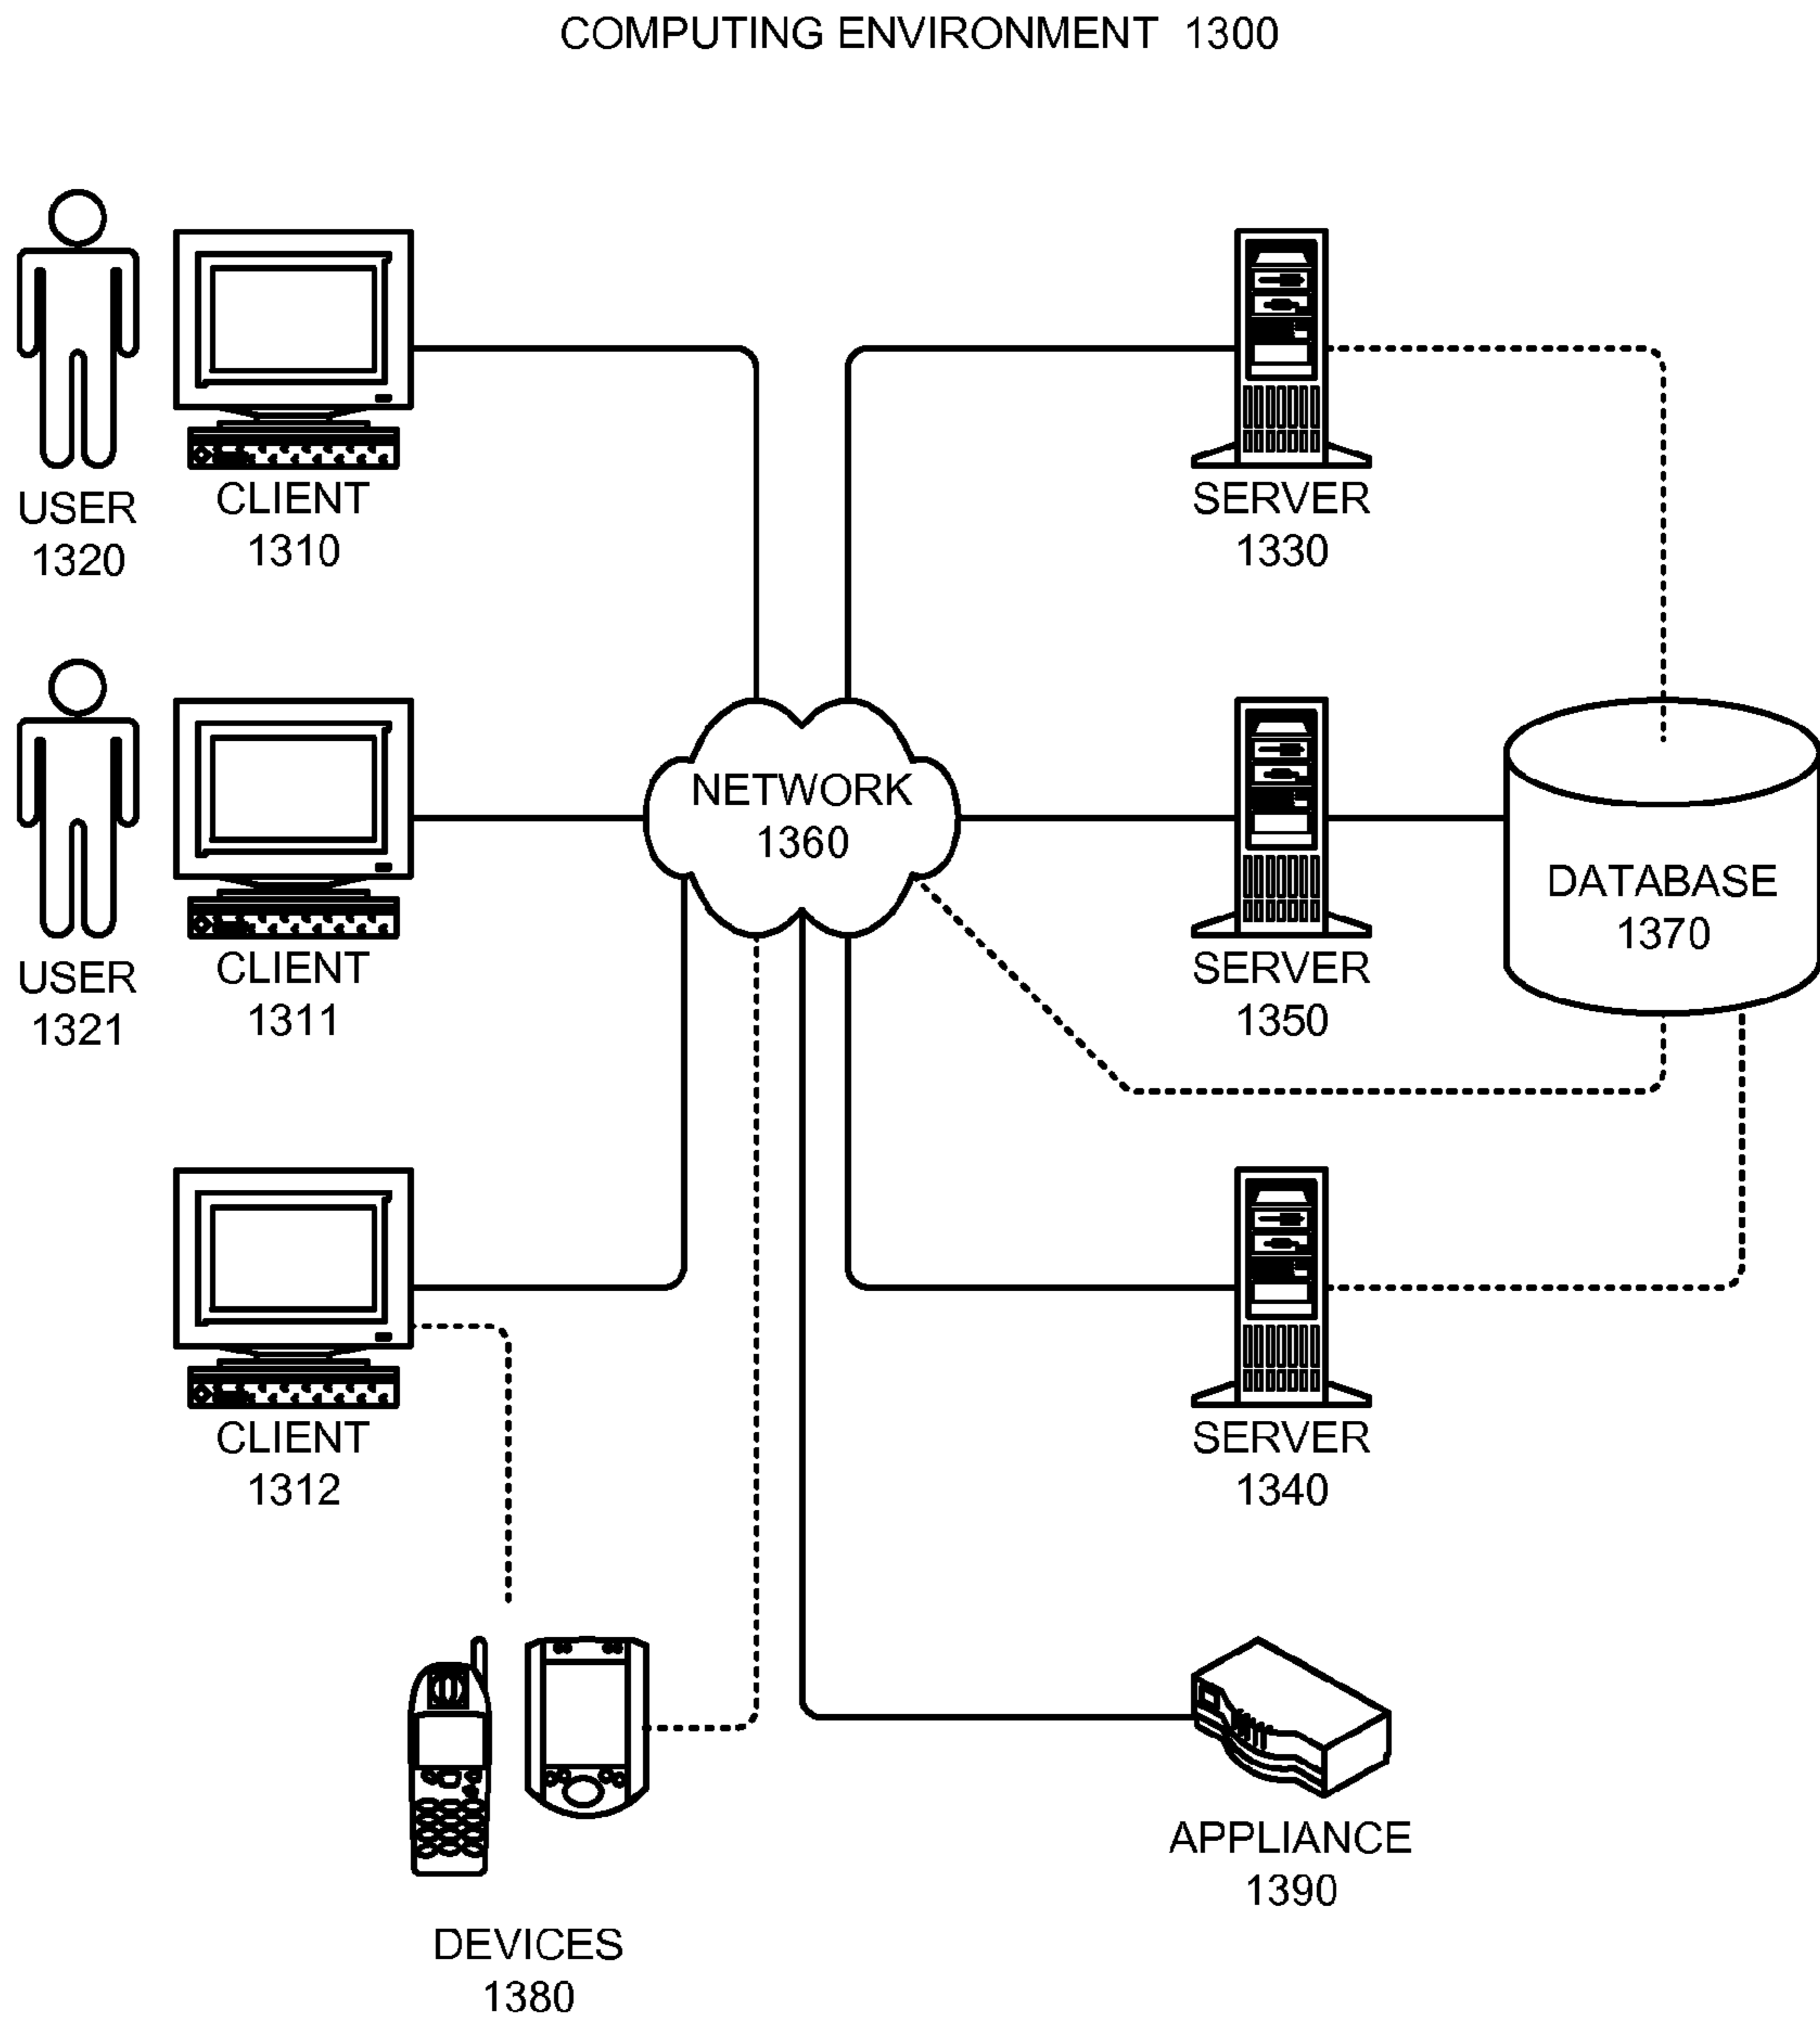 COMPUTING ENVIRONMENT 1300
USER
1320
CLIENT
1310
SERVER
1330
USER
1321
CLIENT
1311
NETWORK
1360
SERVER
1350
DATABASE
1370
CLIENT
1312
SERVER
1340
DEVICES
1380
APPLIANCE
1390